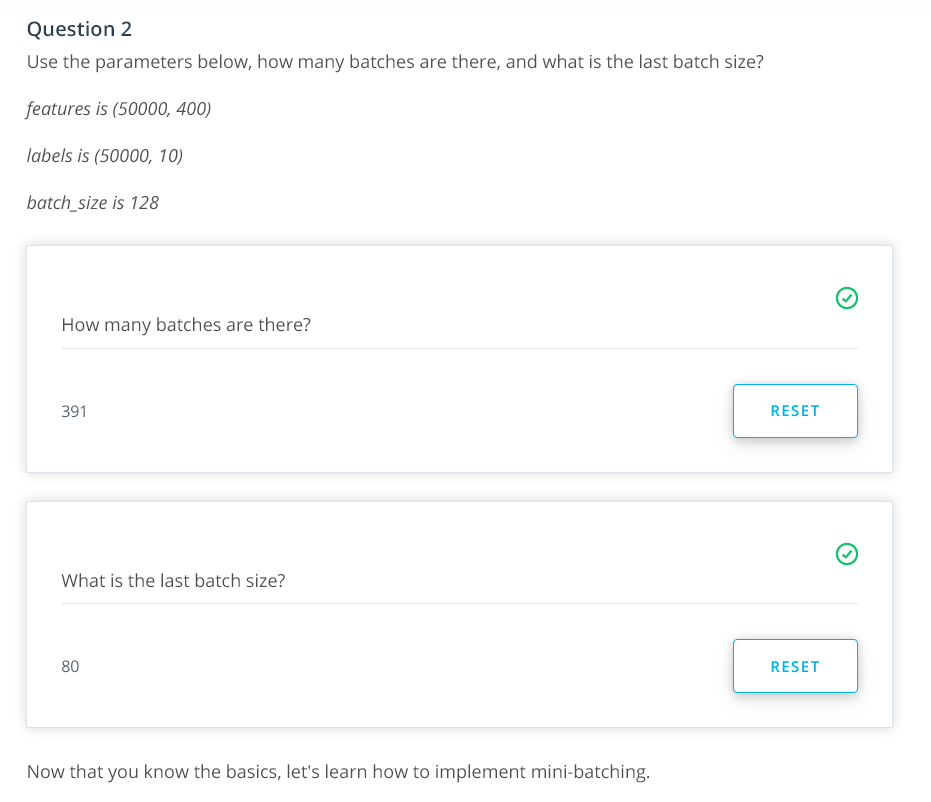 Question 2
Use the parameters below, how many batches are there, and what is the last batch size?
features is (50000, 400)
labels is (50000, 10)
batch_size is 128
How many batches are there?
391
RESET
What is the last batch size?
80
RESET
Now that you know the basics, let's learn how to implement mini-batching.